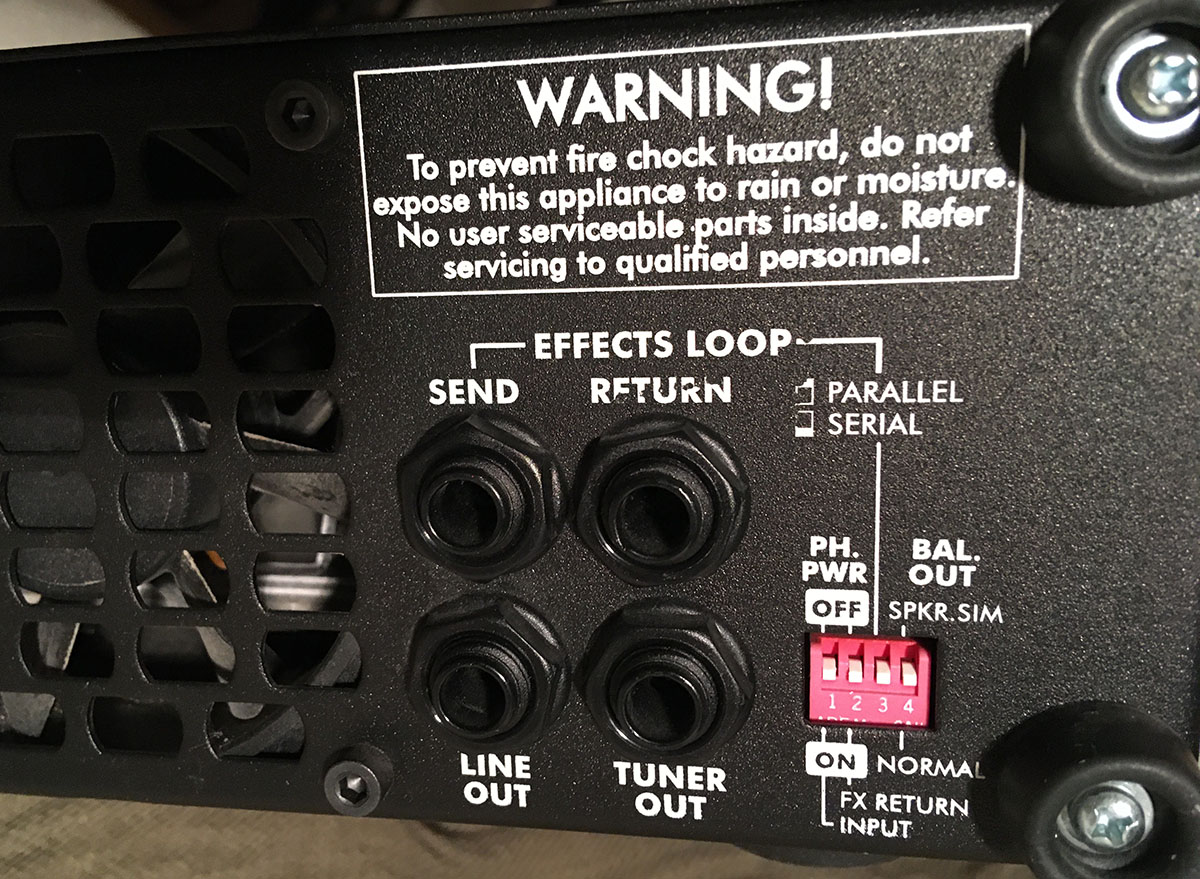 WARNING!
To prevent fire chock hazard, do not
expose this appliance to rain or moisture.
No user serviceable parts inside. Refer
servicing to qualified personnel.
EFFECTS LOOP
SEND RETURN
PARALLEL
SERIAL
PH.
PWR
BAL.
OUT
OFF SPKR.SIM
1 2 3 4
ON NORMAL
FX RETURN
INPUT
LINE
OUT
TUNER
OUT